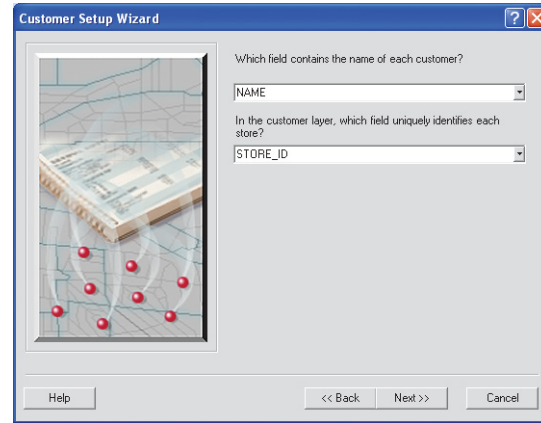 Customer Setup Wizard
Which field contains the name of each customer?
NAME
In the customer layer, which field uniquely identifies each
store?
STORE_ID
Help
<< Back
Next >>
Cancel